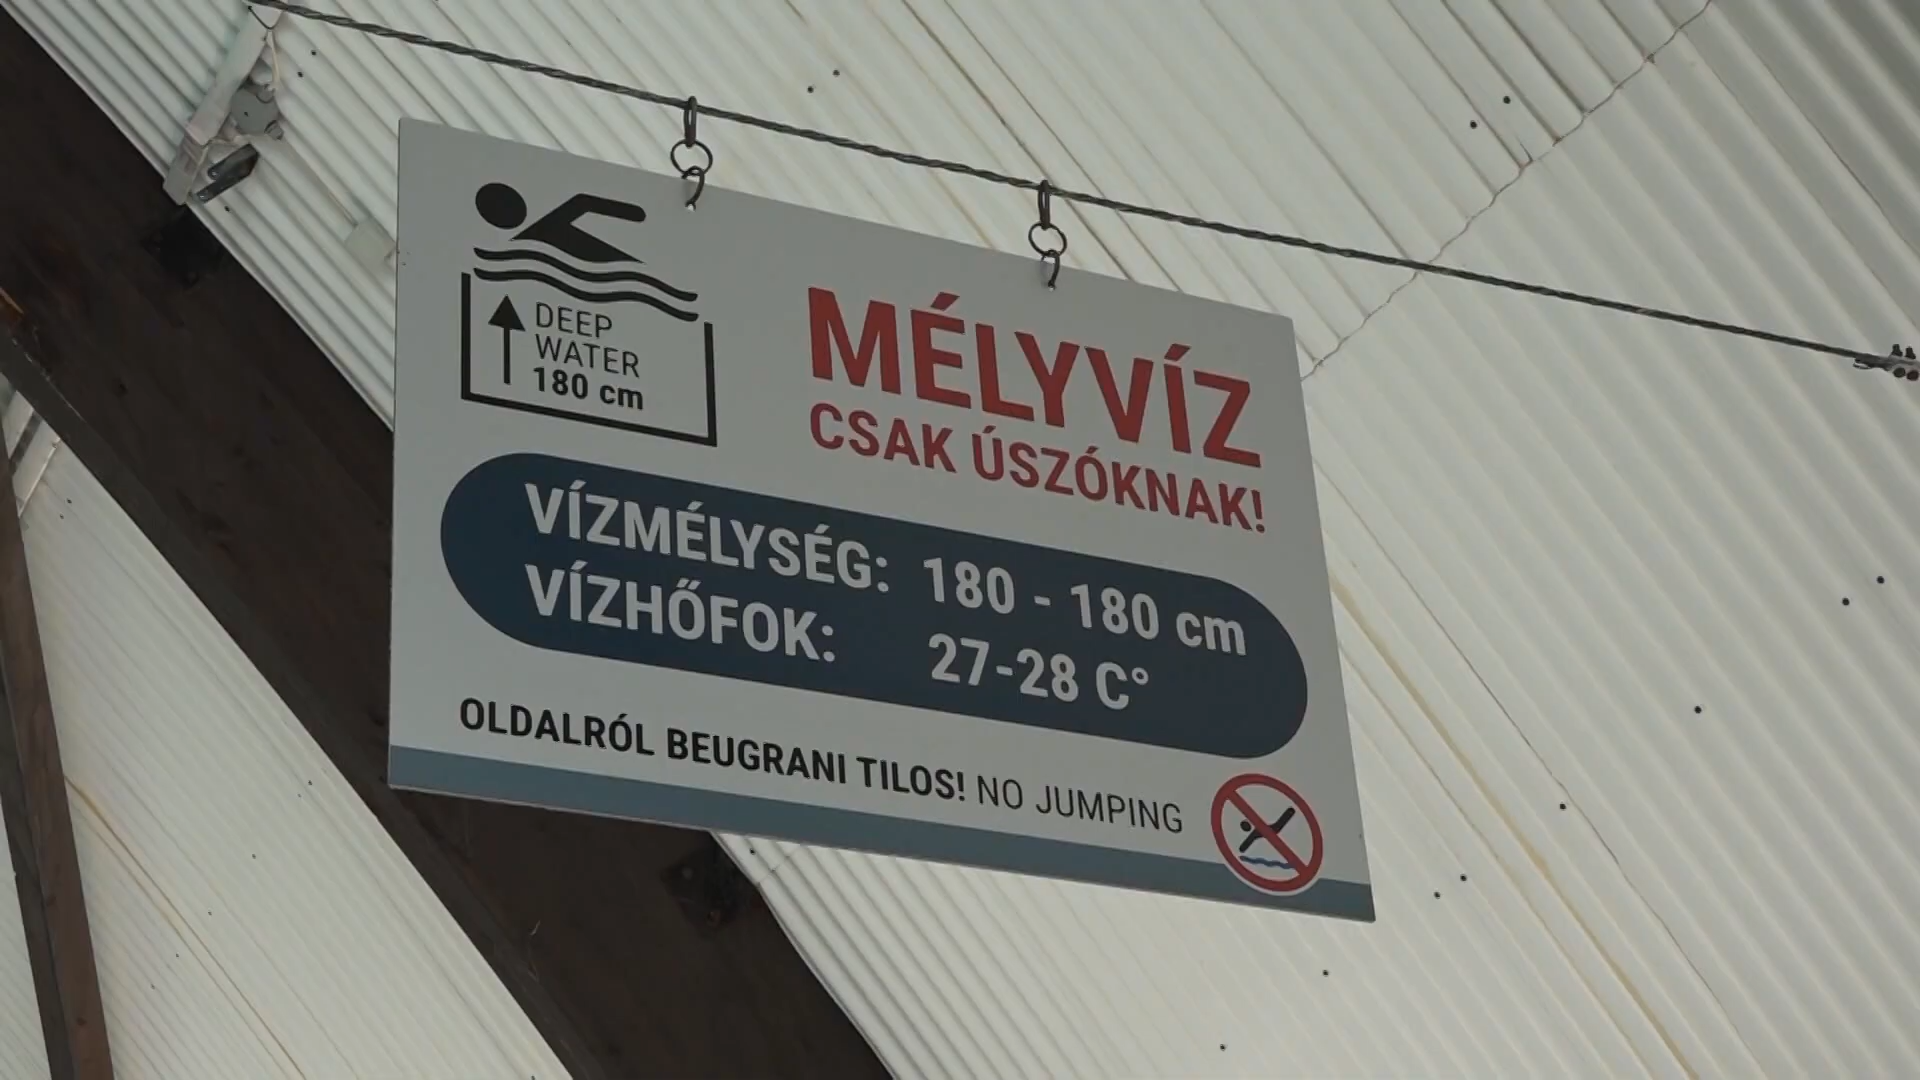 DEEP
WATER
180 cm
MÉLYVÍZ
CSAK ÚSZÓKNAK!
VÍZMÉLYSÉG: 180 - 180 cm
VÍZHŐFOK: 27-28 C°
OLDALRÓL BEUGRANI TILOS! NO JUMPING